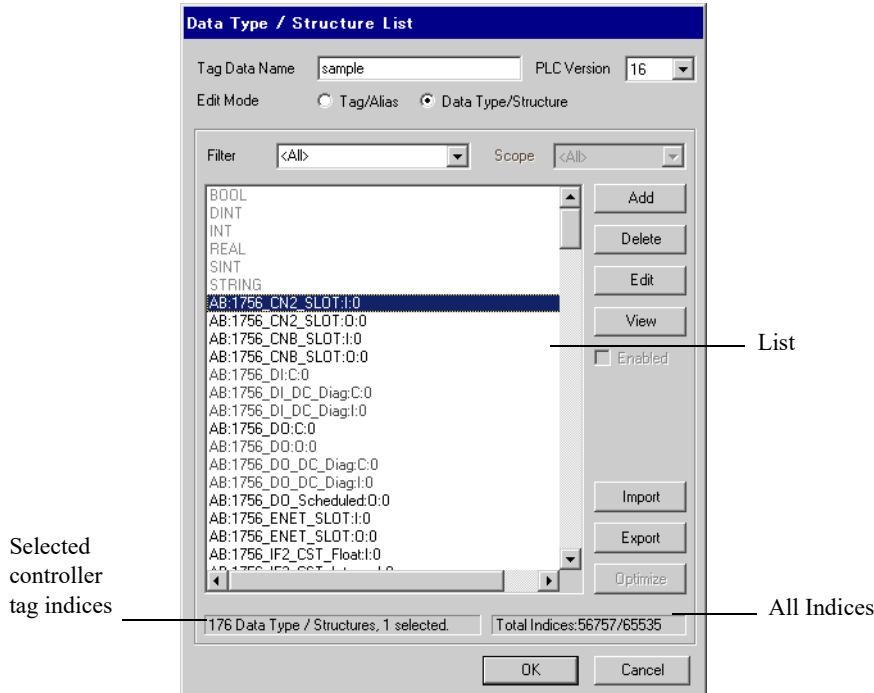 Data Type / Structure List
Tag Data Name sample PLC Version 16
Edit Mode Tag/Alias Data Type/Structure
Filter <All> Scope <All>
BOOL
DINT
INT
REAL
SINT
STRING
AB:1756_CN2_SLOT:I:0
AB:1756_CN2_SLOT:O:0
AB:1756_CNB_SLOT:I:0
AB:1756_CNB_SLOT:O:0
AB:1756_DI:C:0
AB:1756_DI_DC_Diag:C:0
AB:1756_DI_DC_Diag:I:0
AB:1756_DO:C:0
AB:1756_DO:O:0
AB:1756_DO_DC_Diag:C:0
AB:1756_DO_DC_Diag:I:0
AB:1756_DO_Scheduled:O:0
AB:1756_ENET_SLOT:I:0
AB:1756_ENET_SLOT:O:0
AB:1756_IF2_CST_Float:I:0
Add
Delete
Edit
View
Enabled
Import
Export
Optimize
176 Data Type / Structures, 1 selected. Total Indices:56757/65535
OK Cancel
List
Selected
controller
tag indices
All Indices